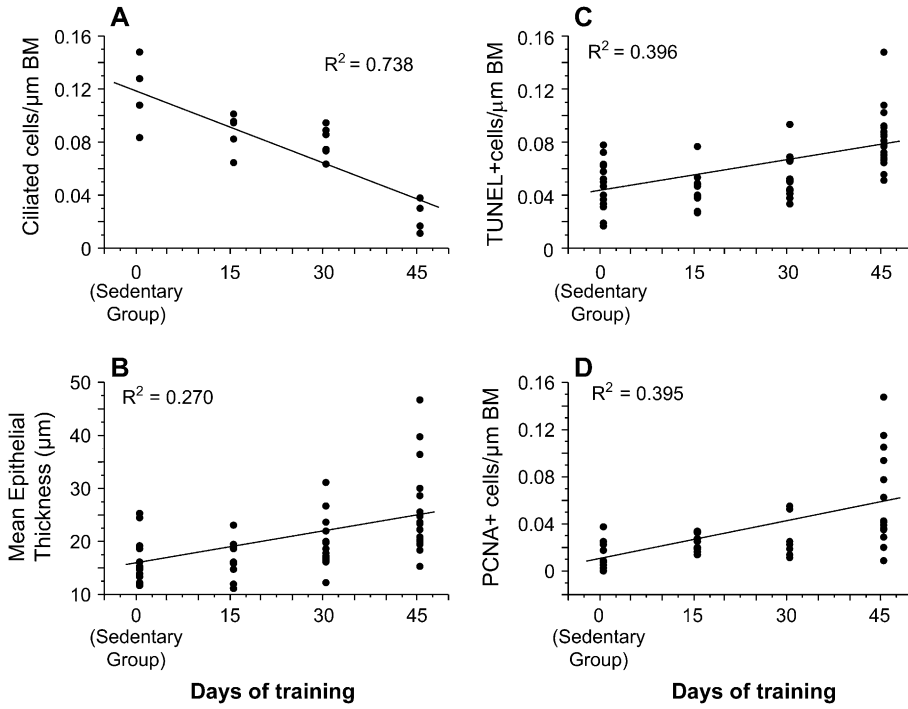 A
Ciliated cells/µm BM
0.16
0.12
0.08
0.04
0
R² = 0.738
0 15 30 45
(Sedentary
Group)
C
TUNEL+cells/µm BM
0.16
0.12
0.08
0.04
0
R² = 0.396
0 15 30 45
(Sedentary
Group)
B
Mean Epithelial
Thickness (µm)
50
40
30
20
10
R² = 0.270
0 15 30 45
(Sedentary
Group)
Days of training
D
PCNA+ cells/µm BM
0.16
0.12
0.08
0.04
0
R² = 0.395
0 15 30 45
(Sedentary
Group)
Days of training